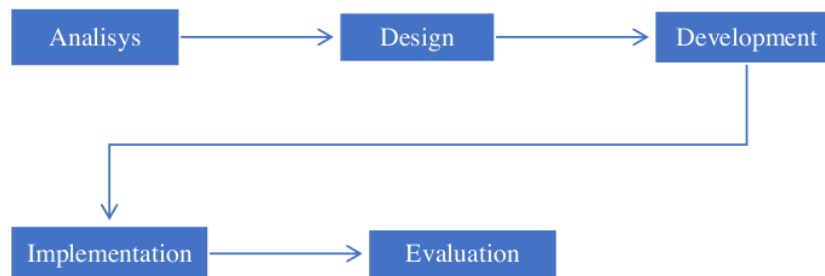 Analisys
Design
Development
Implementation
Evaluation